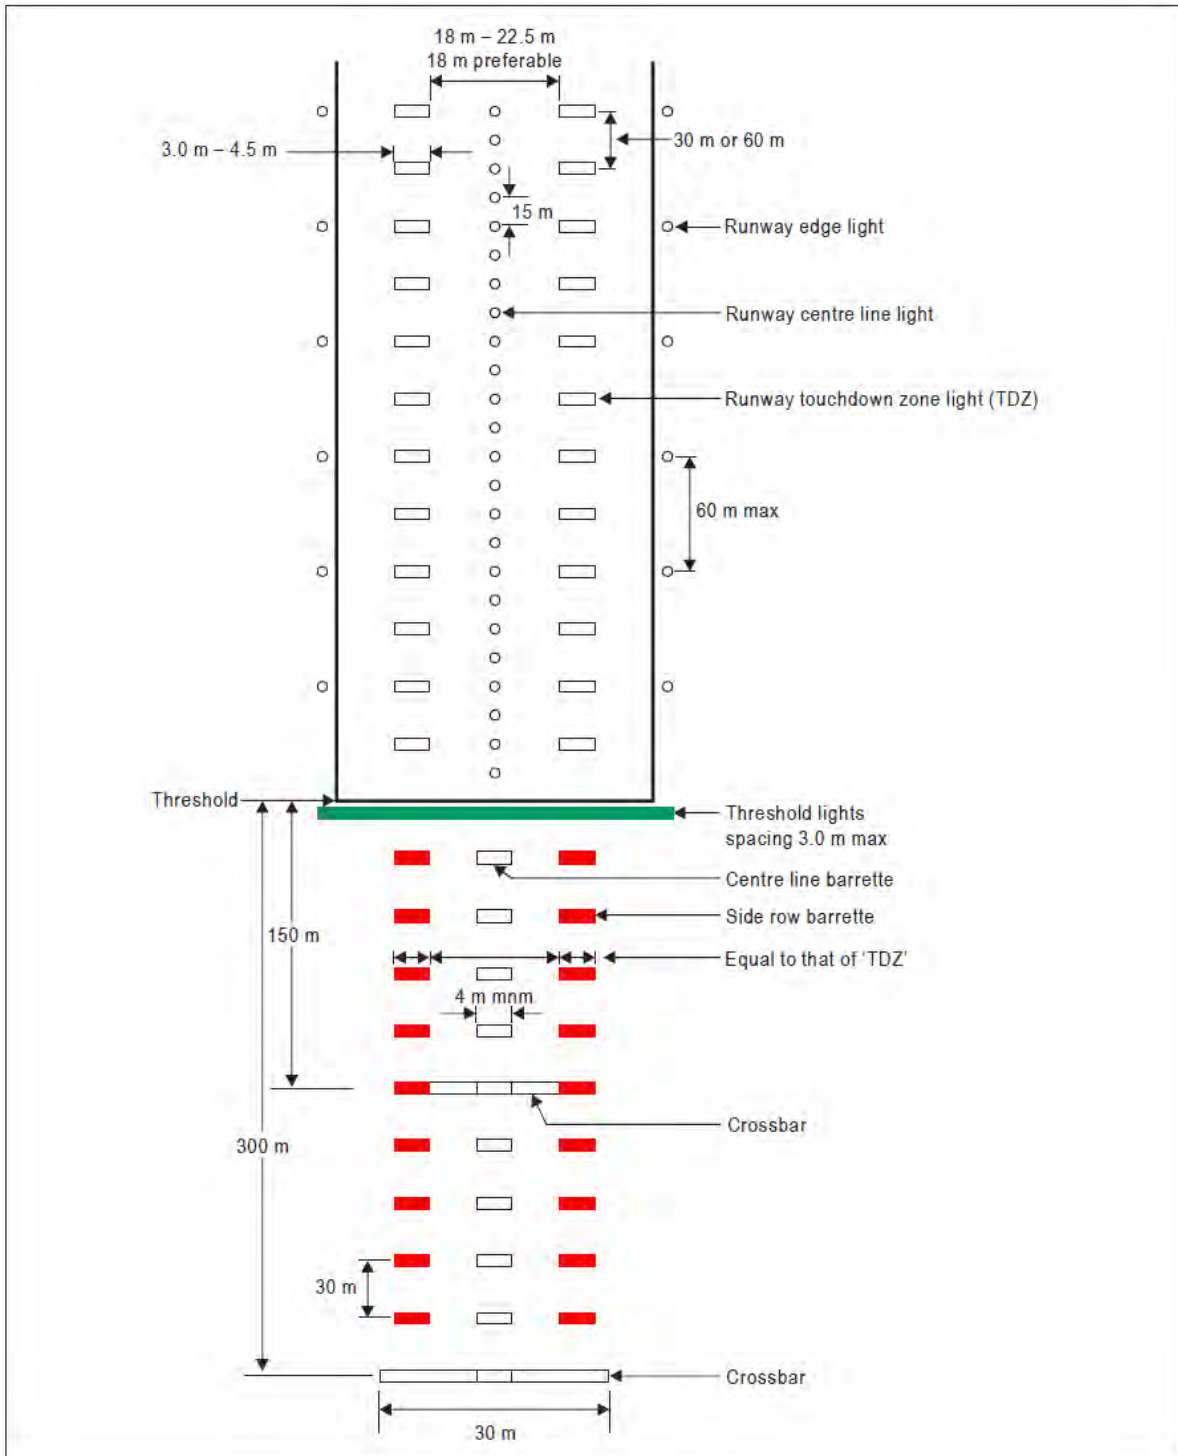 18 m – 22.5 m
18 m preferable
3.0 m – 4.5 m
30 m or 60 m
15 m
Runway edge light
Runway centre line light
Runway touchdown zone light (TDZ)
60 m max
Threshold
Threshold lights
spacing 3.0 m max
Centre line barrette
Side row barrette
150 m
Equal to that of ‘TDZ’
4 m mnm
Crossbar
300 m
30 m
Crossbar
30 m